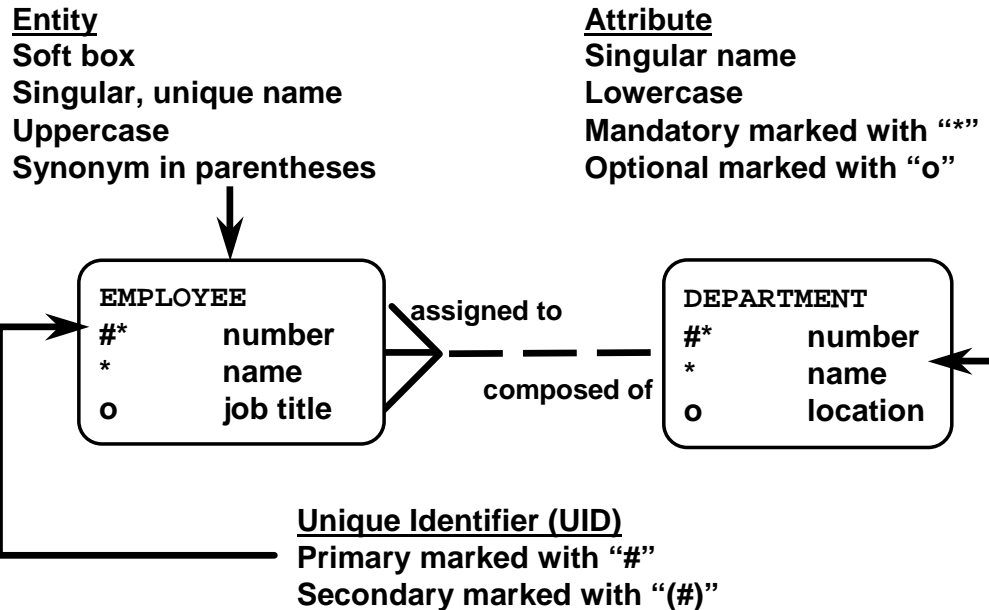 Entity
Soft box
Singular, unique name
Uppercase
Synonym in parentheses
Attribute
Singular name
Lowercase
Mandatory marked with “*”
Optional marked with “o”
EMPLOYEE
#* number
* name
o job title
assigned to
composed of
DEPARTMENT
#* number
* name
o location
Unique Identifier (UID)
Primary marked with “#”
Secondary marked with “(#)”